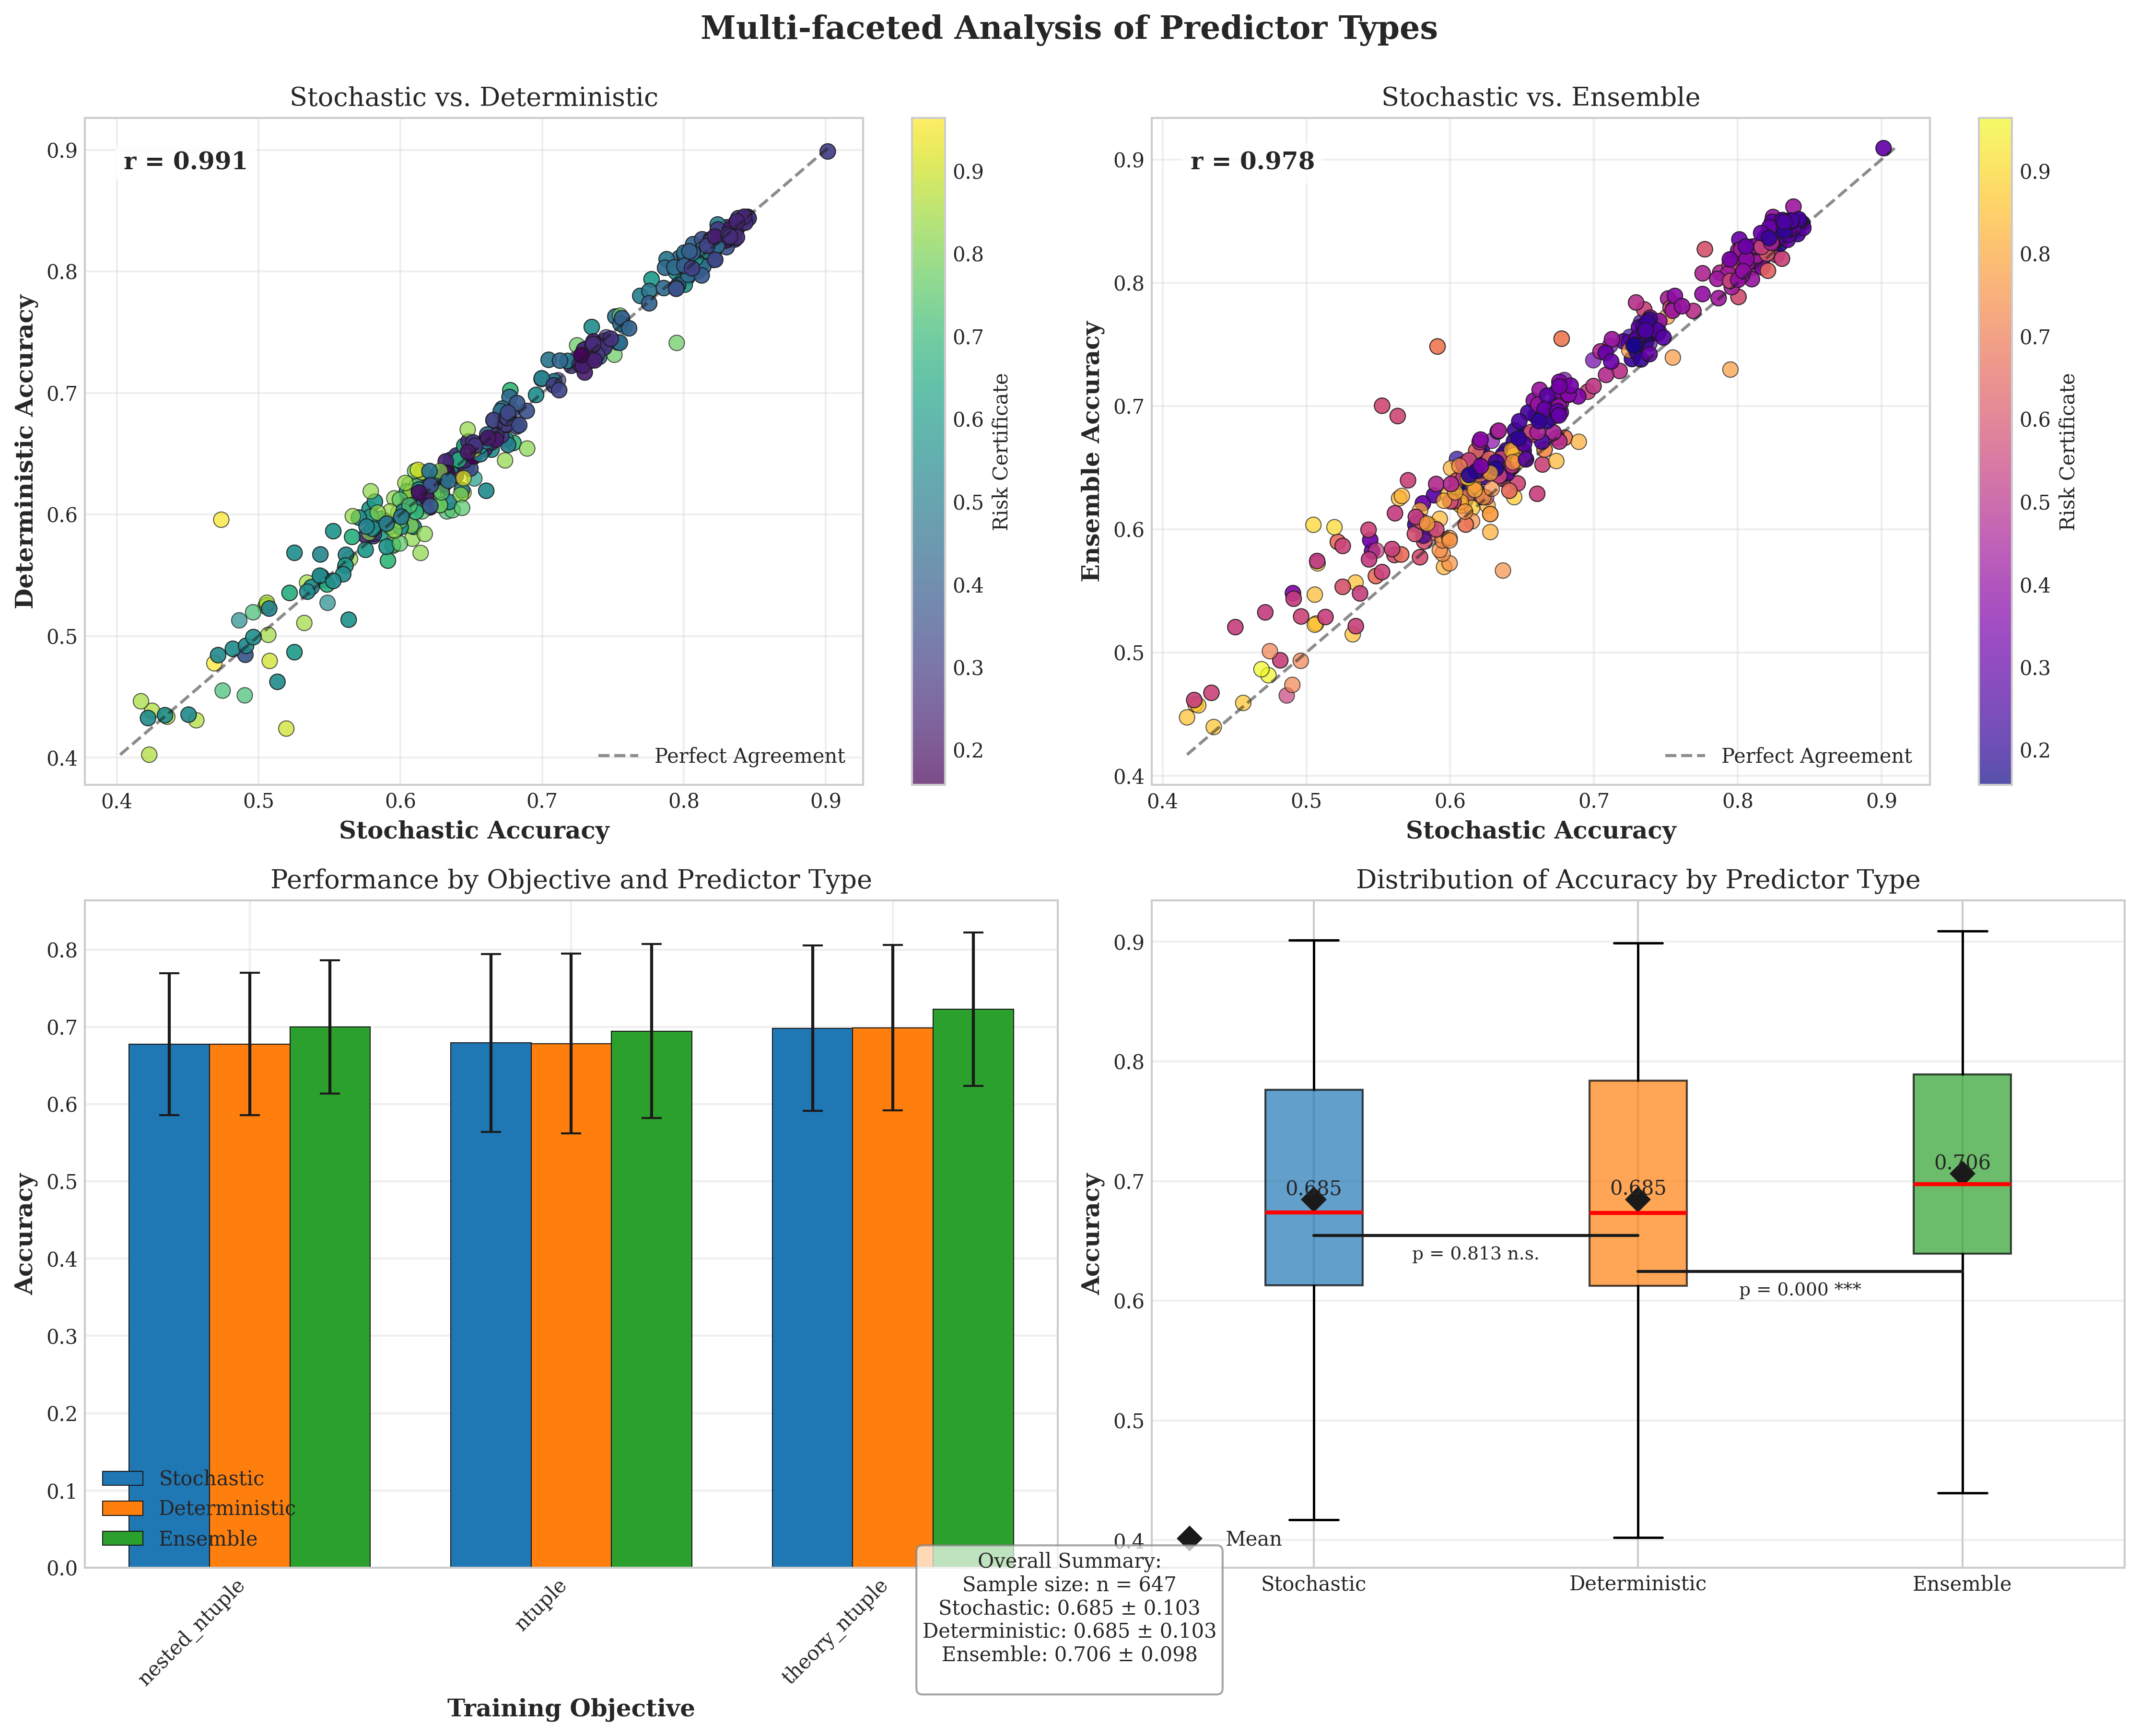 Multi-faceted Analysis of Predictor Types
Stochastic vs. Deterministic
r = 0.991
Deterministic Accuracy
0.9
0.8
0.7
0.6
0.5
0.4
0.4 0.5 0.6 0.7 0.8 0.9
Perfect Agreement
Stochastic Accuracy
0.9
0.8
0.7
0.6
0.5
0.4
0.3
0.2
Risk Certificate
Stochastic vs. Ensemble
r = 0.978
Ensemble Accuracy
0.9
0.8
0.7
0.6
0.5
0.4
0.4 0.5 0.6 0.7 0.8 0.9
Perfect Agreement
Stochastic Accuracy
0.9
0.8
0.7
0.6
0.5
0.4
0.3
0.2
Risk Certificate
Performance by Objective and Predictor Type
Accuracy
0.8
0.7
0.6
0.5
0.4
0.3
0.2
0.1
0.0
Stochastic
Deterministic
Ensemble
nested_ntuple
ntuple
theory_ntuple
Training Objective
Distribution of Accuracy by Predictor Type
Accuracy
0.9
0.8
0.7
0.6
0.5
0.4
0.685
0.685
0.706
p = 0.813 n.s.
p = 0.000 ***
Mean
Stochastic
Deterministic
Ensemble
Overall Summary:
Sample size: n = 647
Stochastic: 0.685 ± 0.103
Deterministic: 0.685 ± 0.103
Ensemble: 0.706 ± 0.098